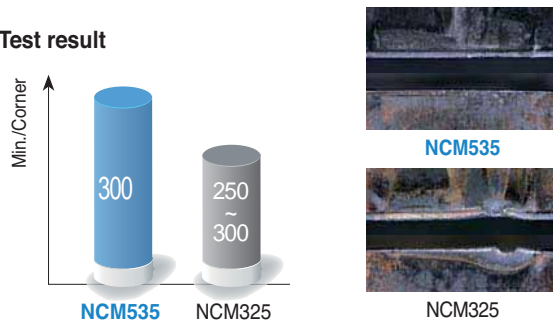 Test result
Min./Corner
300
250
~
300
NCM535
NCM325
NCM535
NCM325